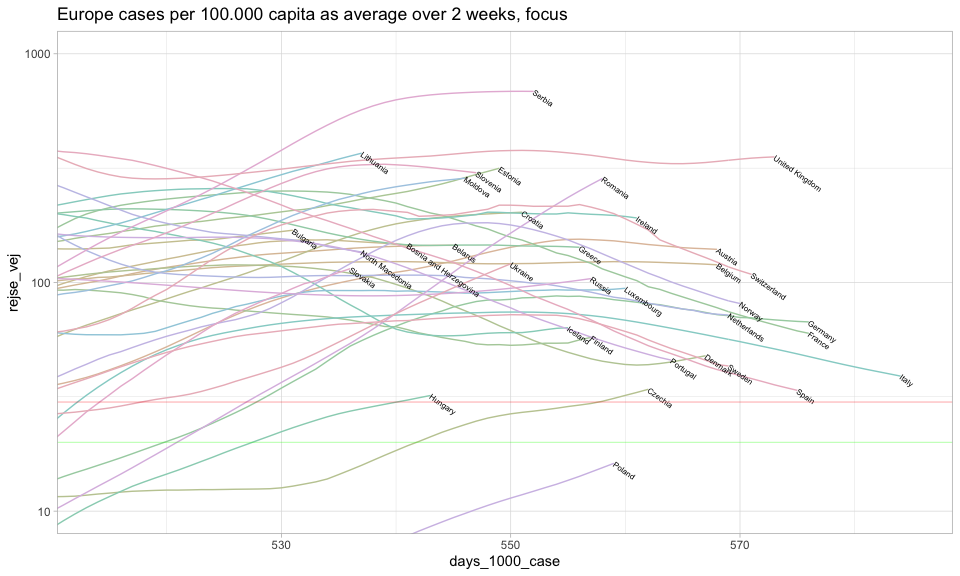 Europe cases per 100.000 capita as average over 2 weeks, focus
1000
Serbia
Lithuania
United Kingdom
Estonia
Slovenia
Moldova
Romania
Croatia
Ireland
Bulgaria
Belarus
Bosnia and Herzegovina
Greece
Austria
North Macedonia
Belgium
Ukraine
Slovakia
Switzerland
100
Russia
Luxembourg
Norway
Netherlands
Germany
France
Iceland
Finland
Portugal
Denmark
Sweden
Italy
Spain
Czechia
Hungary
Poland
10
rejse_vej
530
550
570
days_1000_case